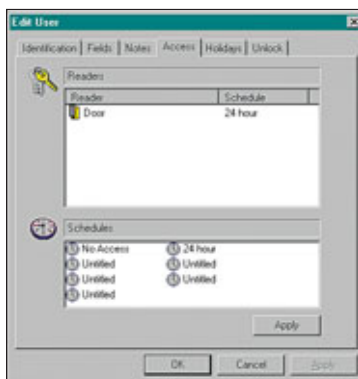 Edit User
Identification Fields Notes Access Holidays Unlock
Readers
Reader Schedule
Door 24 hour
Schedules
No Access 24 hour
Untitled Untitled
Untitled Untitled
Untitled
Apply
OK Cancel Apply